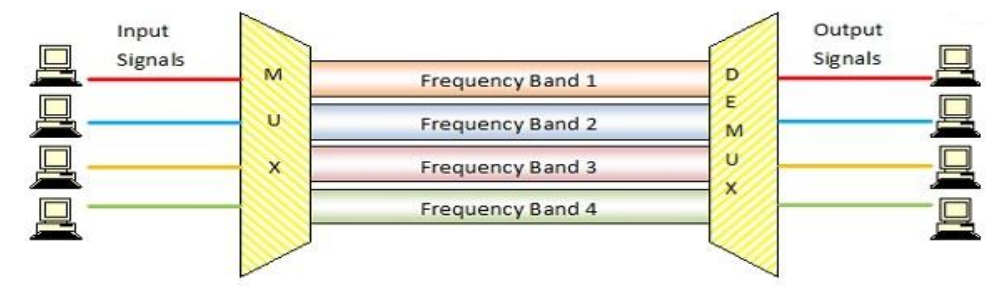 Input
Signals
M
U
X
Frequency Band 1
Frequency Band 2
Frequency Band 3
Frequency Band 4
D
E
M
U
X
Output
Signals